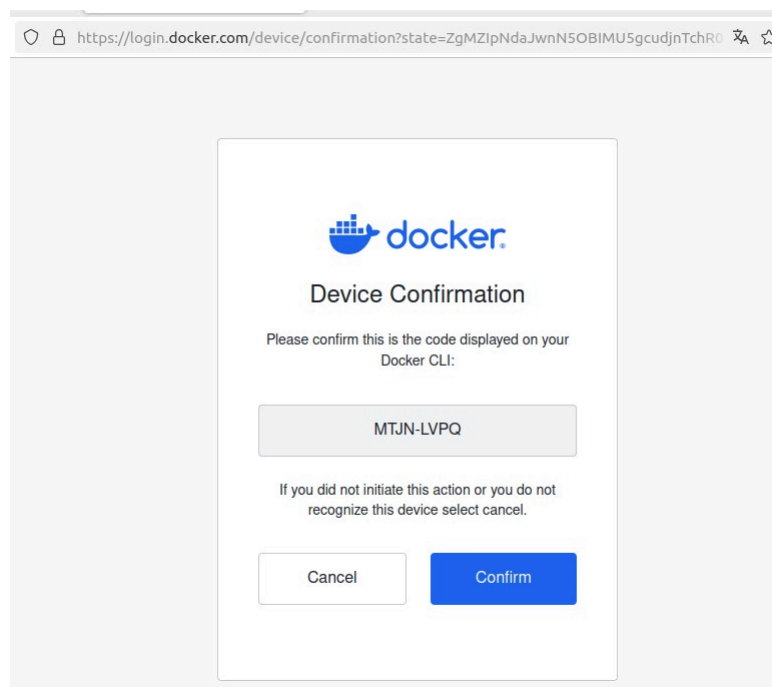 https://login.docker.com/device/confirmation?state=ZgMZIpNdaJwnN5OBIMU5gcudjnTchR0
docker
Device Confirmation
Please confirm this is the code displayed on your
Docker CLI:
MTJN-LVPQ
If you did not initiate this action or you do not
recognize this device select cancel.
Cancel
Confirm